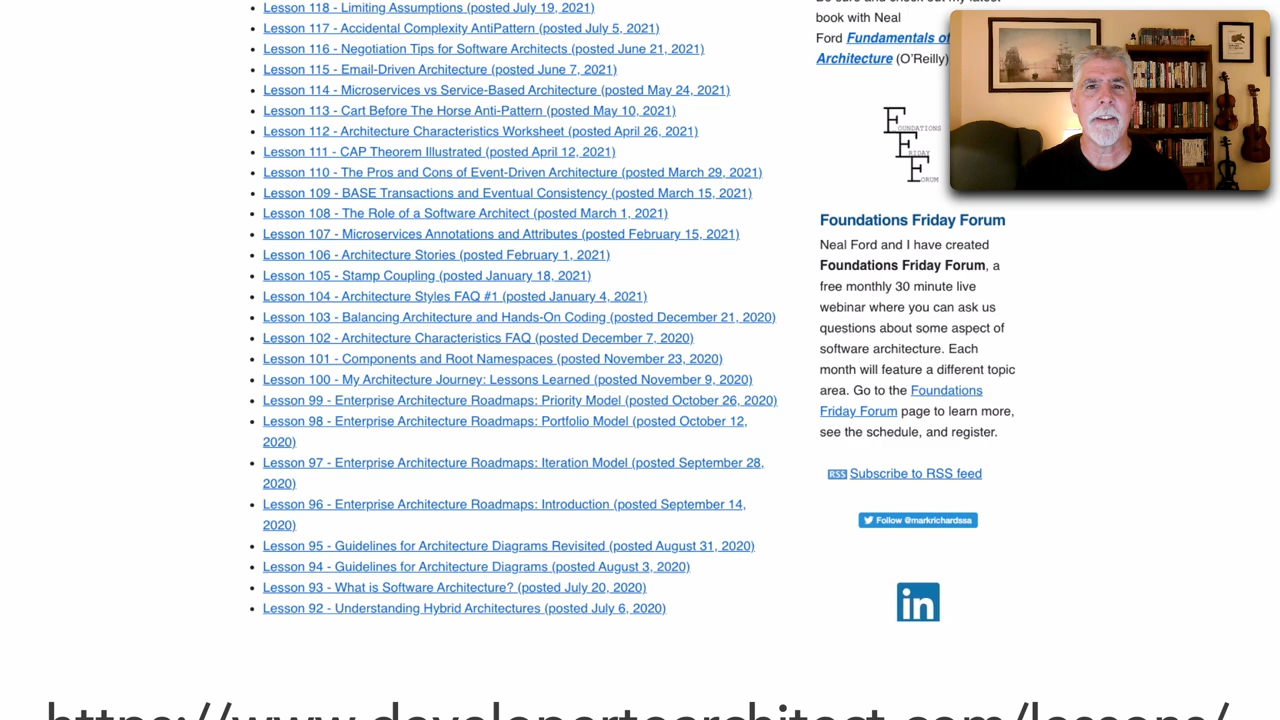 Lesson 118 - Limiting Assumptions (posted July 19, 2021)
Lesson 117 - Accidental Complexity AntiPattern (posted July 5, 2021)
Lesson 116 - Negotiation Tips for Software Architects (posted June 21, 2021)
Lesson 115 - Email-Driven Architecture (posted June 7, 2021)
Lesson 114 - Microservices vs Service-Based Architecture (posted May 24, 2021)
Lesson 113 - Cart Before The Horse Anti-Pattern (posted May 10, 2021)
Lesson 112 - Architecture Characteristics Worksheet (posted April 26, 2021)
Lesson 111 - CAP Theorem Illustrated (posted April 12, 2021)
Lesson 110 - The Pros and Cons of Event-Driven Architecture (posted March 29, 2021)
Lesson 109 - BASE Transactions and Eventual Consistency (posted March 15, 2021)
Lesson 108 - The Role of a Software Architect (posted March 1, 2021)
Lesson 107 - Microservices Annotations and Attributes (posted February 15, 2021)
Lesson 106 - Architecture Stories (posted February 1, 2021)
Lesson 105 - Stamp Coupling (posted January 18, 2021)
Lesson 104 - Architecture Styles FAQ #1 (posted January 4, 2021)
Lesson 103 - Balancing Architecture and Hands-On Coding (posted December 21, 2020)
Lesson 102 - Architecture Characteristics FAQ (posted December 7, 2020)
Lesson 101 - Components and Root Namespaces (posted November 23, 2020)
Lesson 100 - My Architecture Journey: Lessons Learned (posted November 9, 2020)
Lesson 99 - Enterprise Architecture Roadmaps: Priority Model (posted October 26, 2020)
Lesson 98 - Enterprise Architecture Roadmaps: Portfolio Model (posted October 12,
2020)
Lesson 97 - Enterprise Architecture Roadmaps: Iteration Model (posted September 28,
2020)
Lesson 96 - Enterprise Architecture Roadmaps: Introduction (posted September 14,
2020)
Lesson 95 - Guidelines for Architecture Diagrams Revisited (posted August 31, 2020)
Lesson 94 - Guidelines for Architecture Diagrams (posted August 3, 2020)
Lesson 93 - What is Software Architecture? (posted July 20, 2020)
Lesson 92 - Understanding Hybrid Architectures (posted July 6, 2020)
book with Neal
Ford Fundamentals of
Architecture (O'Reilly)
Foundations
Friday
Forum
Foundations Friday Forum
Neal Ford and I have created
Foundations Friday Forum, a
free monthly 30 minute live
webinar where you can ask us
questions about some aspect of
software architecture. Each
month will feature a different topic
area. Go to the Foundations
Friday Forum page to learn more,
see the schedule, and register.
RSS Subscribe to RSS feed
Follow @markrichardssa
in
https://www.developertoarchitect.com/lessons/